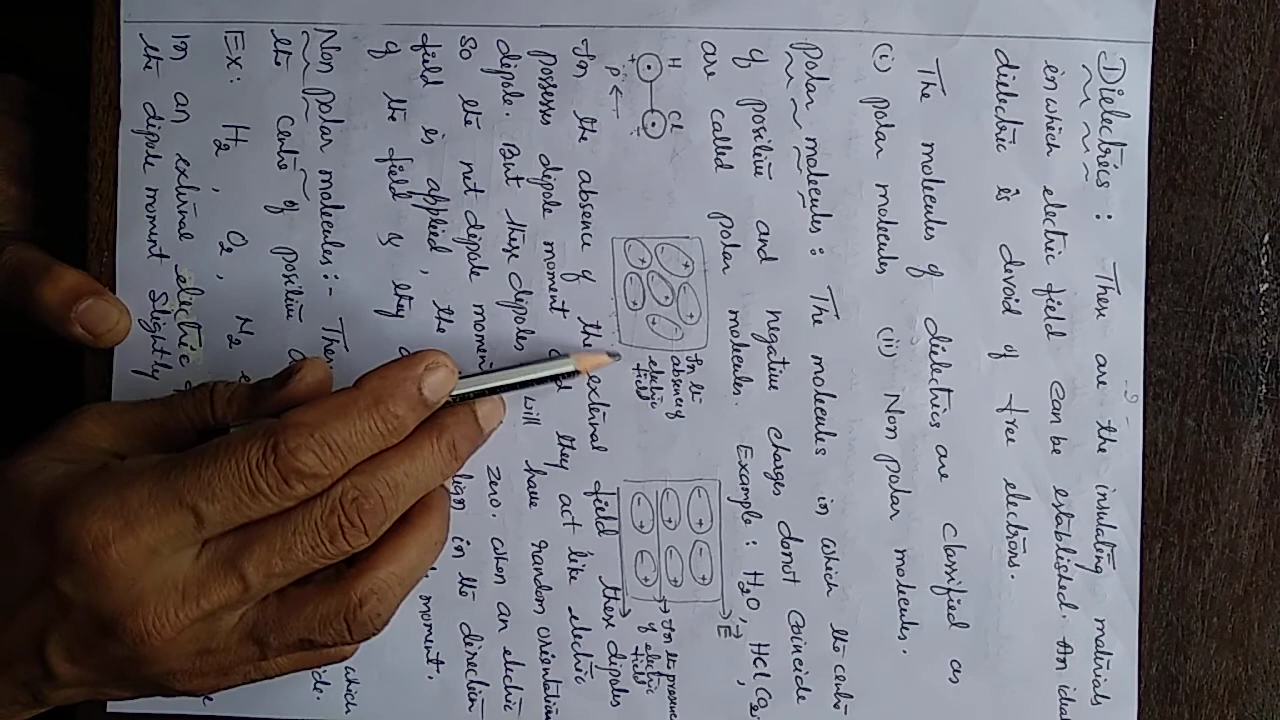 - 9 -
Dielectrics : These are the insulating materials
in which electric field can be established. An ideal
dielectric is devoid of free electrons.
The molecules of dielectrics are classified as
(i) polar molecules (ii) Non polar molecules.
Polar molecules : The molecules in which the centre
of positive and negative charges donot coincide
are called polar molecules. Example : H2O, HCl,
H Cl
P
In the absence of electric field
E
In the presence of electric field
In the absence of the external field these dipoles
possesses dipole moment they act like electric
dipole. But these dipoles will have random orientation
So the net dipole moment zero. When an electric
field is applied, the in the direction
of the field & they moment.
Non polar molecules :- which
the centre of positive
Ex: H2, O2, N2
In an external electric
the dipole moment slightly